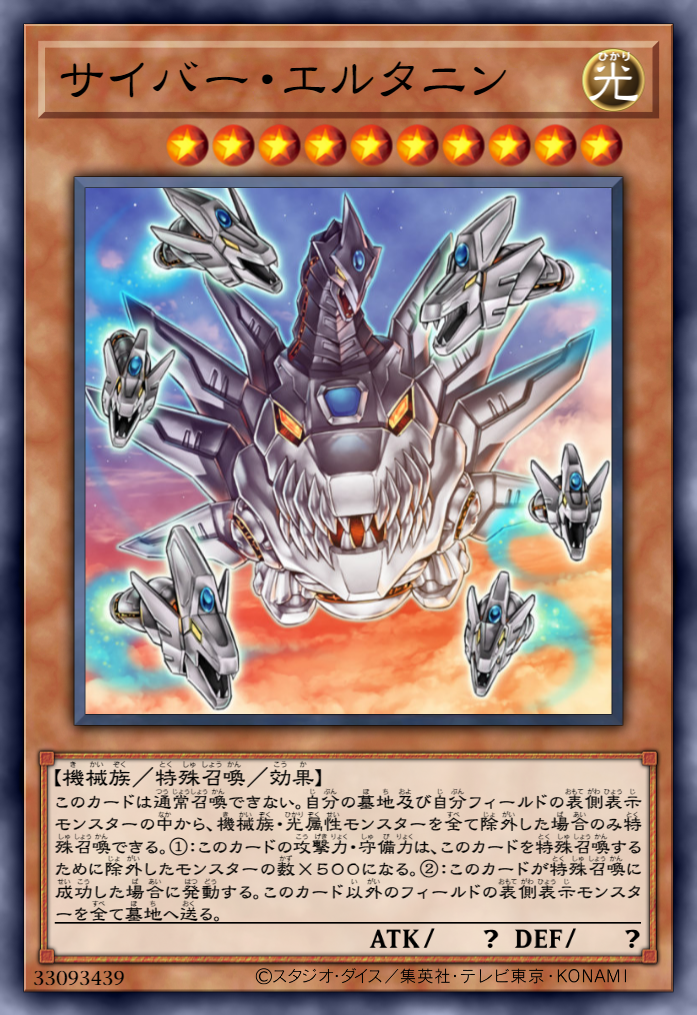 サイバー・エルタニン
ひかり
光
【機械族／特殊召喚／効果】
このカードは通常召喚できない。自分の墓地及び自分フィールドの表側表示
モンスターの中から、機械族・光属性モンスターを全て除外した場合のみ特
殊召喚できる。①：このカードの攻撃力・守備力は、このカードを特殊召喚する
ために除外したモンスターの数×５００になる。②：このカードが特殊召喚に
成功した場合に発動する。このカード以外のフィールドの表側表示モンスタ
ーを全て墓地へ送る。
ATK/ ? DEF/ ?
33093439 ©スタジオ・ダイス／集英社・テレビ東京・KONAMI